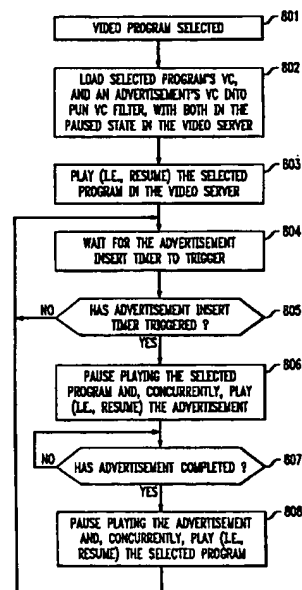 801
VIDEO PROGRAM SELECTED
802
LOAD SELECTED PROGRAM'S VC,
AND AN ADVERTISEMENT'S VC INTO
PUN VC FILTER, WITH BOTH IN THE
PAUSED STATE IN THE VIDEO SERVER
803
PLAY (I.E., RESUME) THE SELECTED
PROGRAM IN THE VIDEO SERVER
804
WAIT FOR THE ADVERTISEMENT
INSERT TIMER TO TRIGGER
805
NO
HAS ADVERTISEMENT INSERT
TIMER TRIGGERED ?
YES
806
PAUSE PLAYING THE SELECTED
PROGRAM AND, CONCURRENTLY, PLAY
(I.E., RESUME) THE ADVERTISEMENT
807
NO
HAS ADVERTISEMENT COMPLETED ?
YES
808
PAUSE PLAYING THE ADVERTISEMENT
AND, CONCURRENTLY, PLAY (I.E.,
RESUME) THE SELECTED PROGRAM